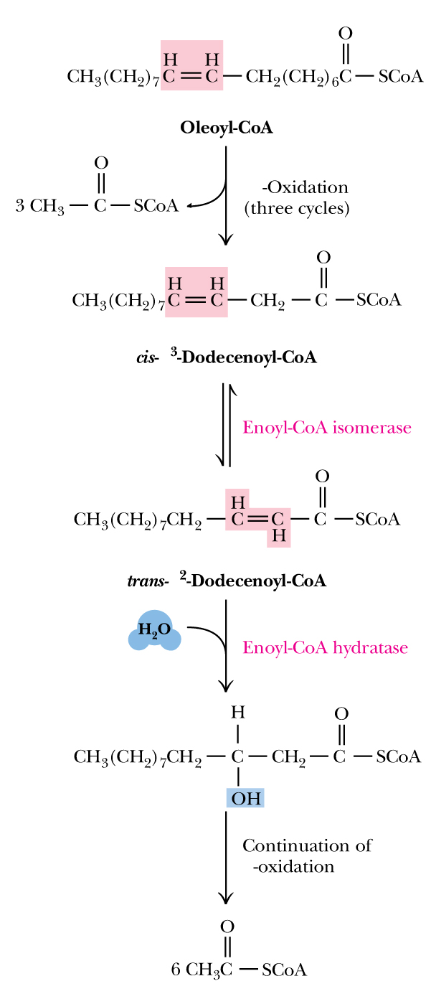 O
H H
CH₃(CH₂)₇C=C—CH₂(CH₂)₆C—SCoA
Oleoyl-CoA
O
3 CH₃—C—SCoA
-Oxidation
(three cycles)
O
H H
CH₃(CH₂)₇C=C—CH₂—C—SCoA
cis- ³-Dodecenoyl-CoA
Enoyl-CoA isomerase
O
H
CH₃(CH₂)₇CH₂—C=C—C—SCoA
H
trans- ²-Dodecenoyl-CoA
H₂O
Enoyl-CoA hydratase
H O
CH₃(CH₂)₇CH₂—C—CH₂—C—SCoA
OH
Continuation of
-oxidation
O
6 CH₃C—SCoA